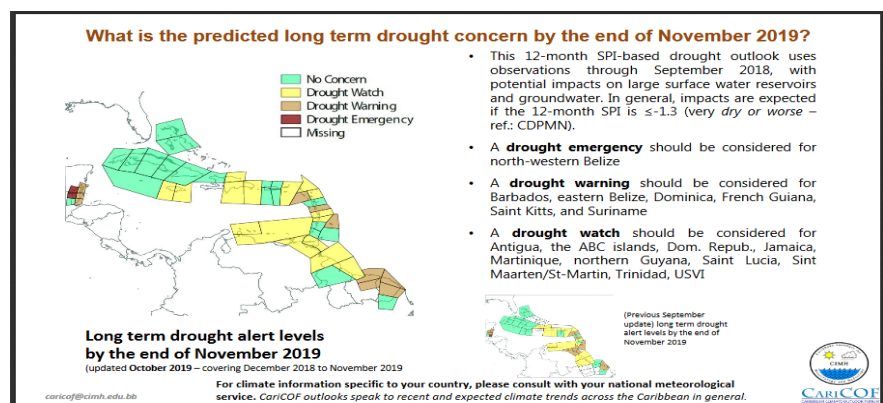 What is the predicted long term drought concern by the end of November 2019?
No Concern
Drought Watch
Drought Warning
Drought Emergency
Missing
• This 12-month SPI-based drought outlook uses
observations through September 2018, with
potential impacts on large surface water reservoirs
and groundwater. In general, impacts are expected
if the 12-month SPI is ≤-1.3 (very dry or worse –
ref.: CDPMN).
• A drought emergency should be considered for
north-western Belize
• A drought warning should be considered for
Barbados, eastern Belize, Dominica, French Guiana,
Saint Kitts, and Suriname
• A drought watch should be considered for
Antigua, the ABC islands, Dom. Repub., Jamaica,
Martinique, northern Guyana, Saint Lucia, Sint
Maarten/St-Martin, Trinidad, USVI
Long term drought alert levels
by the end of November 2019
(updated October 2019 – covering December 2018 to November 2019
(Previous September
update) long term drought
alert levels by the end of
November 2019
For climate information specific to your country, please consult with your national meteorological
service. CariCOF outlooks speak to recent and expected climate trends across the Caribbean in general.
caricof@cimh.edu.bb
CIMH
CARICOF